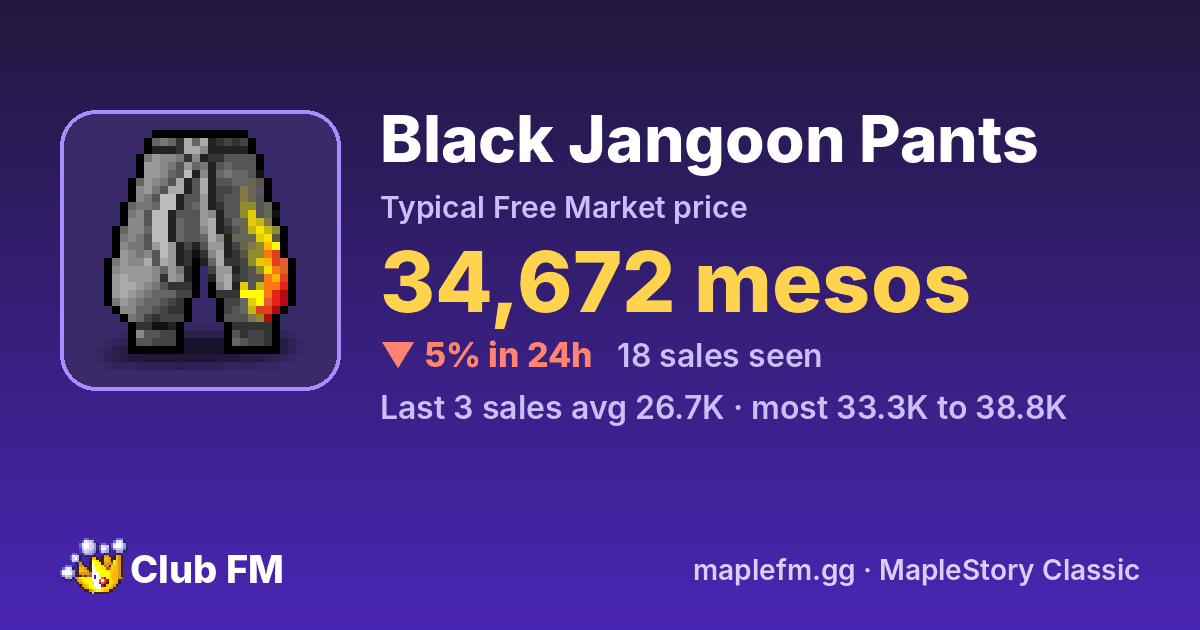 Black Jangoon Pants
Typical Free Market price
34,672 mesos
▼ 5% in 24h 18 sales seen
Last 3 sales avg 26.7K · most 33.3K to 38.8K
Club FM
maplefm.gg · MapleStory Classic